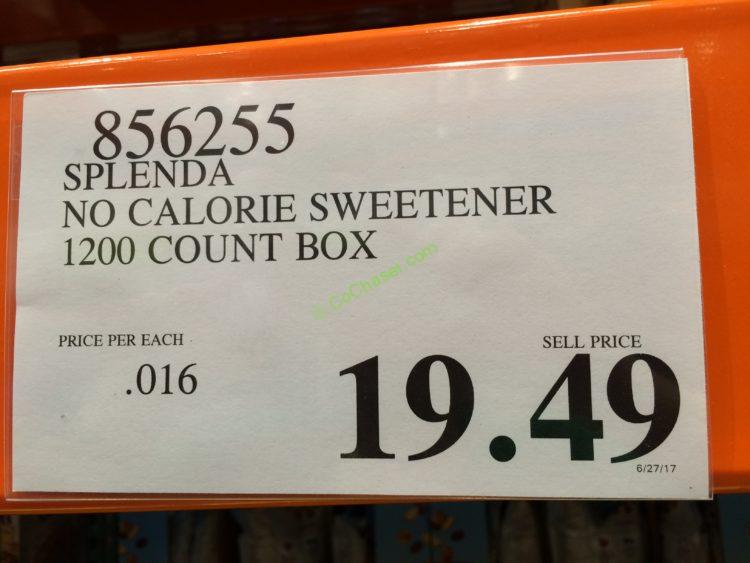 856255
SPLENDA
NO CALORIE SWEETENER
1200 COUNT BOX
© CoChaser.com
PRICE PER EACH
.016
SELL PRICE
19.49
6/27/17